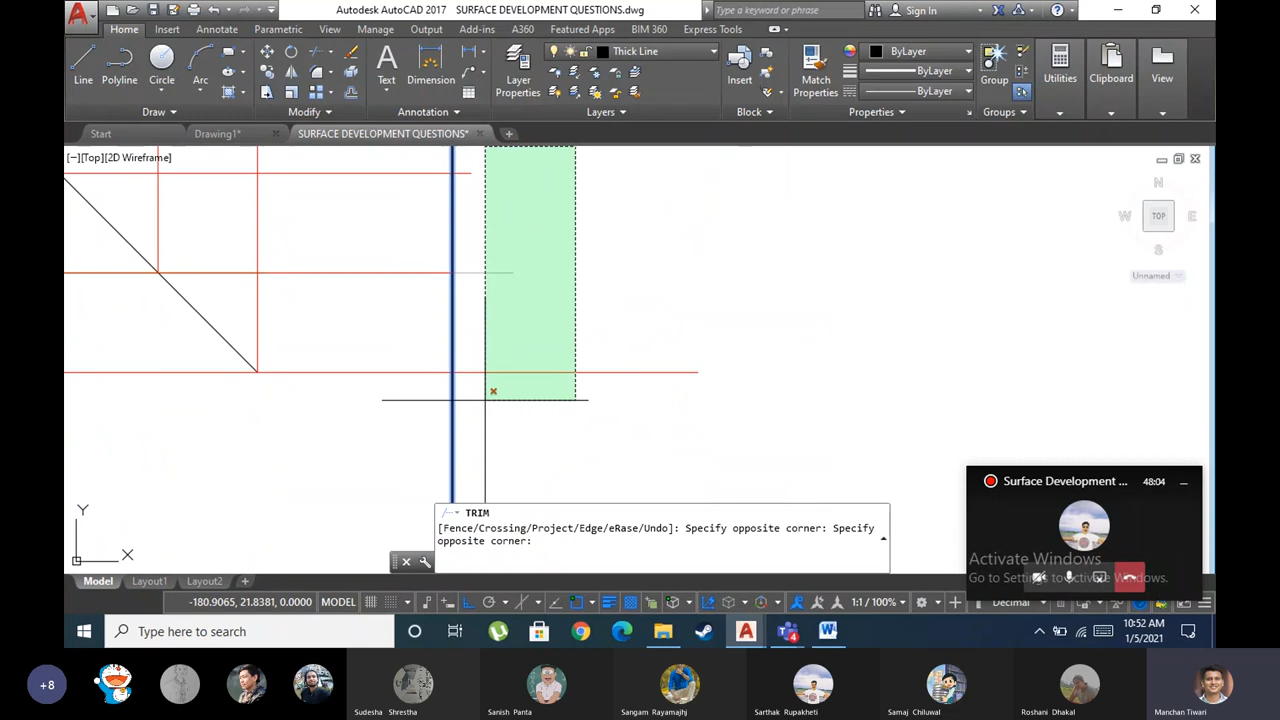 Autodesk AutoCAD 2017 SURFACE DEVELOPMENT QUESTIONS.dwg
Type a keyword or phrase
Sign In
Home Insert Annotate Parametric View Manage Output Add-ins A360 Featured Apps BIM 360 Express Tools
Thick Line
ByLayer
ByLayer
ByLayer
Line Polyline Circle Arc
Text Dimension
Layer Properties
Insert
Match Properties
Group
Utilities
Clipboard
View
Draw Modify Annotation Layers Block Properties Groups
Start Drawing1* SURFACE DEVELOPMENT QUESTIONS*
[−][Top][2D Wireframe]
N
W TOP E
S
Unnamed
Surface Development ... 48:04
Activate Windows
Go to Settings to activate Windows.
TRIM
[Fence/Crossing/Project/Edge/eRase/Undo]: Specify opposite corner: Specify
opposite corner:
Y
X
Model Layout1 Layout2
-180.9065, 21.8381, 0.0000 MODEL
1:1 / 100%
Decimal
Type here to search
10:52 AM
1/5/2021
+8
Sudesha Shrestha
Sanish Panta
Sangam Rayamajhj
Sarthak Rupakheti
Samaj Chiluwal
Roshani Dhakal
Manchan Tiwari